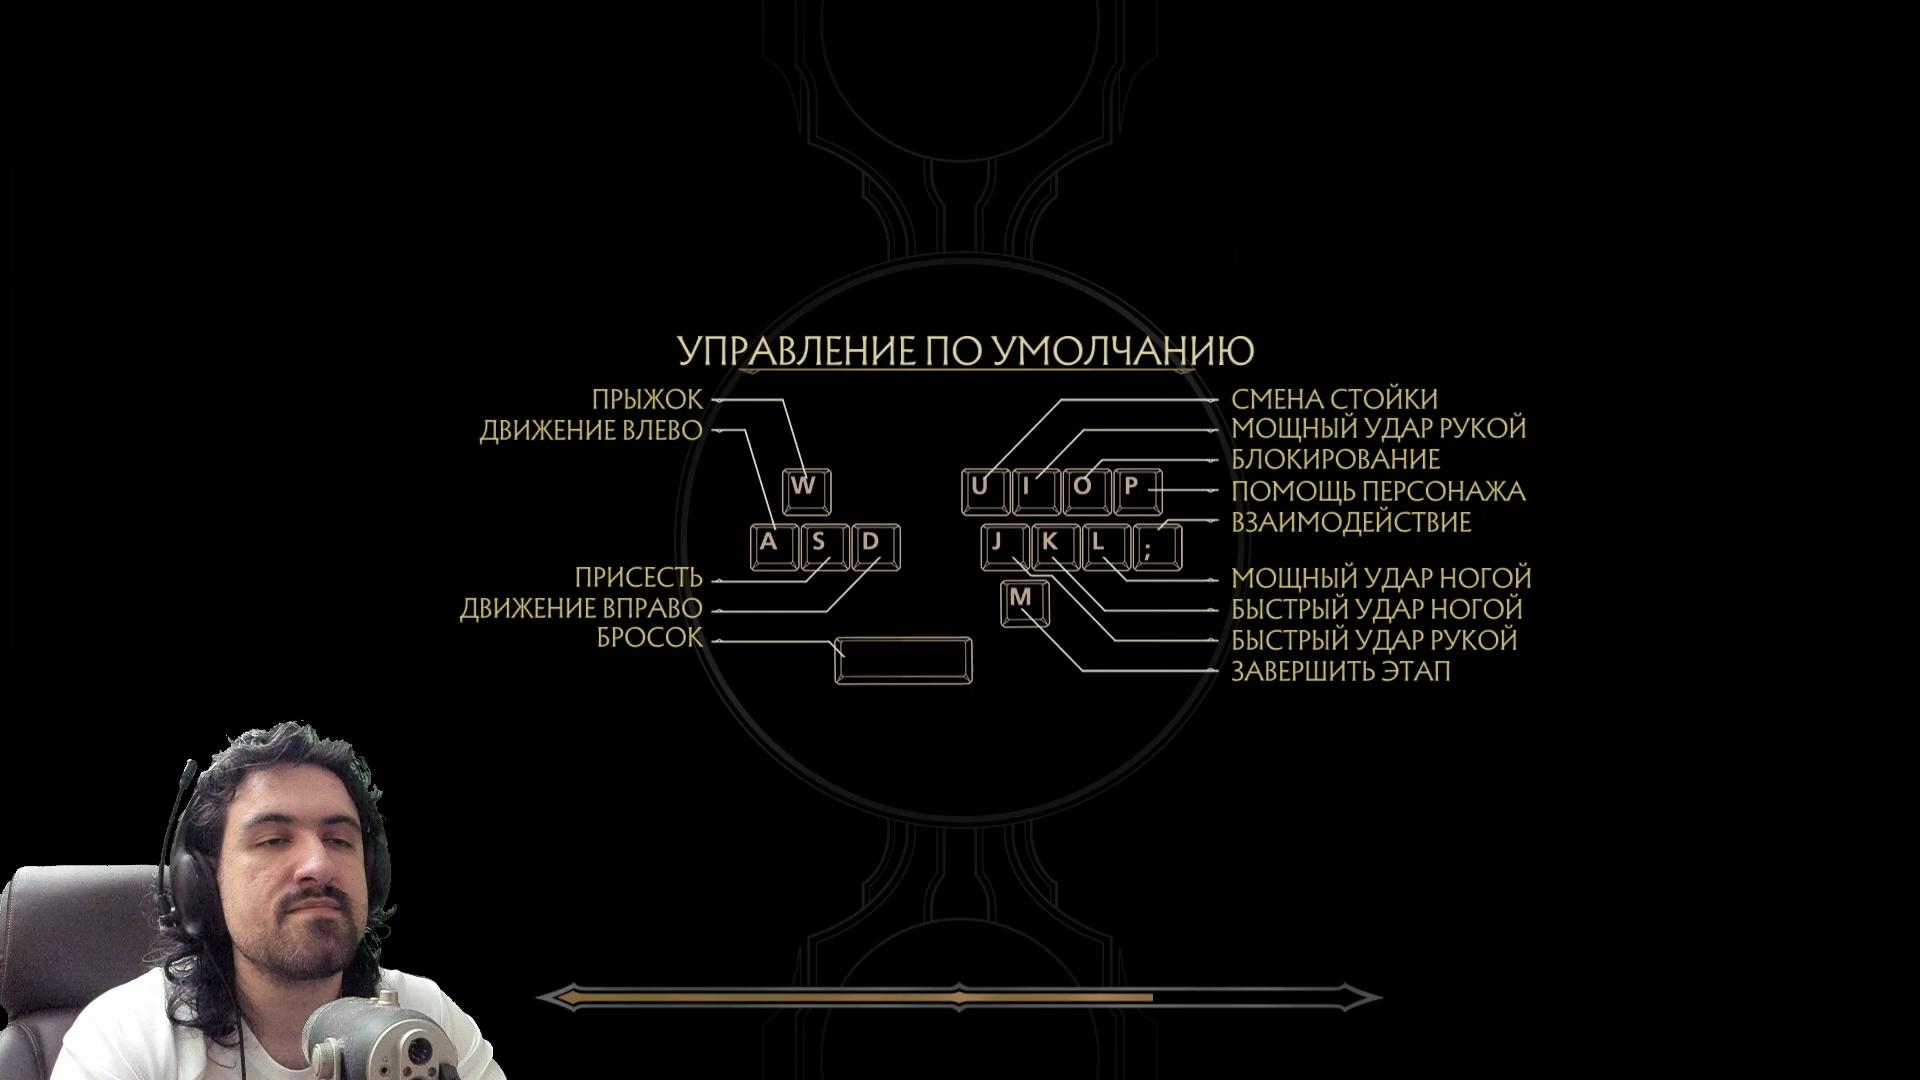 УПРАВЛЕНИЕ ПО УМОЛЧАНИЮ
ПРЫЖОК
ДВИЖЕНИЕ ВЛЕВО
ПРИСЕСТЬ
ДВИЖЕНИЕ ВПРАВО
БРОСОК
W
A S D
U I O P
J K L ;
M
СМЕНА СТОЙКИ
МОЩНЫЙ УДАР РУКОЙ
БЛОКИРОВАНИЕ
ПОМОЩЬ ПЕРСОНАЖА
ВЗАИМОДЕЙСТВИЕ
МОЩНЫЙ УДАР НОГОЙ
БЫСТРЫЙ УДАР НОГОЙ
БЫСТРЫЙ УДАР РУКОЙ
ЗАВЕРШИТЬ ЭТАП